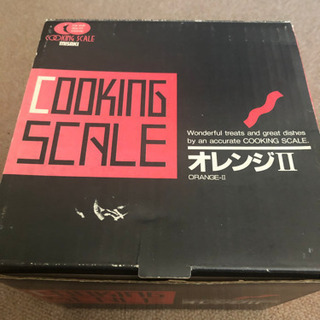 COOKING SCALE
MISAKI
COOKING
SCALE
Wonderful treats and great dishes
by an accurate COOKING SCALE.
オレンジII
ORANGE-II